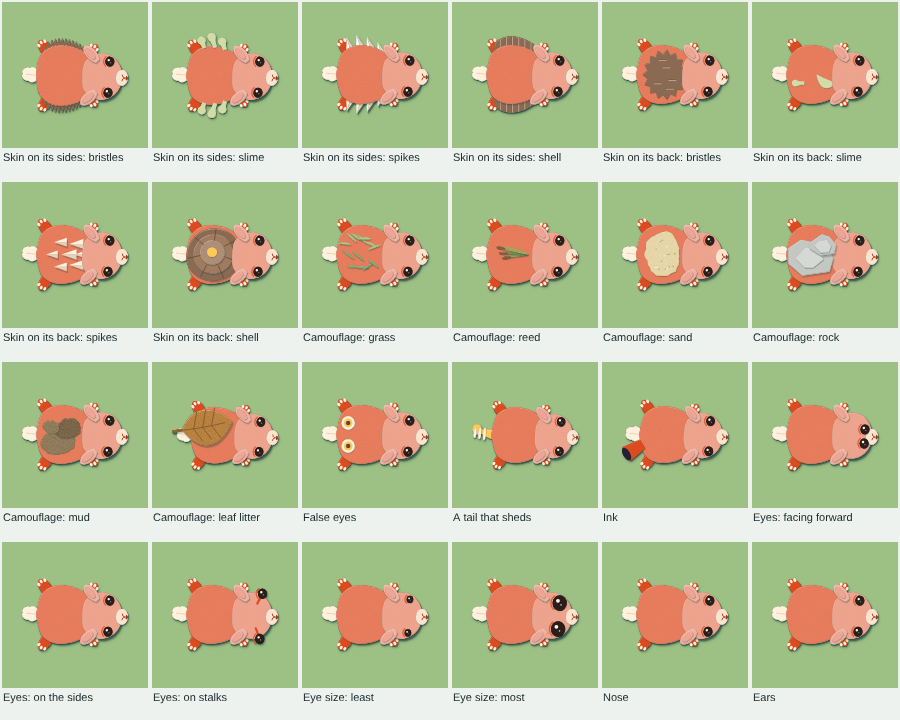 Skin on its sides: bristles
Skin on its sides: slime
Skin on its sides: spikes
Skin on its sides: shell
Skin on its back: bristles
Skin on its back: slime
Skin on its back: spikes
Skin on its back: shell
Camouflage: grass
Camouflage: reed
Camouflage: sand
Camouflage: rock
Camouflage: mud
Camouflage: leaf litter
False eyes
A tail that sheds
Ink
Eyes: facing forward
Eyes: on the sides
Eyes: on stalks
Eye size: least
Eye size: most
Nose
Ears